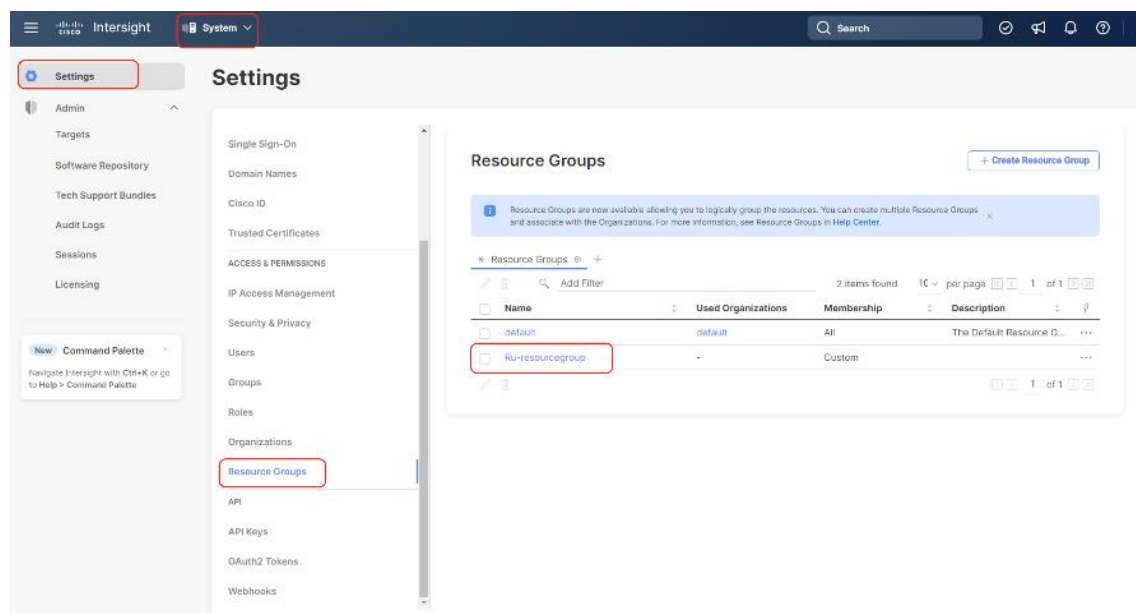 cisco Intersight System Search
Settings
Admin
Targets
Software Repository
Tech Support Bundles
Audit Logs
Sessions
Licensing
New Command Palette ×
Navigate Intersight with Ctrl+K or go
to Help > Command Palette
Settings
Single Sign-On
Domain Names
Cisco ID
Trusted Certificates
ACCESS & PERMISSIONS
IP Access Management
Security & Privacy
Users
Groups
Roles
Organizations
Resource Groups
API
API Keys
OAuth2 Tokens
Webhooks
Resource Groups
+ Create Resource Group
Resource Groups are now available allowing you to logically group the resources. You can create multiple Resource Groups
and associate with the Organizations. For more information, see Resource Groups in Help Center.
Resource Groups +
Add Filter 2 items found 10 per page 1 of 1
Name Used Organizations Membership Description
default default All The Default Resource G... ...
Ru-resourcegroup - Custom ...
1 of 1